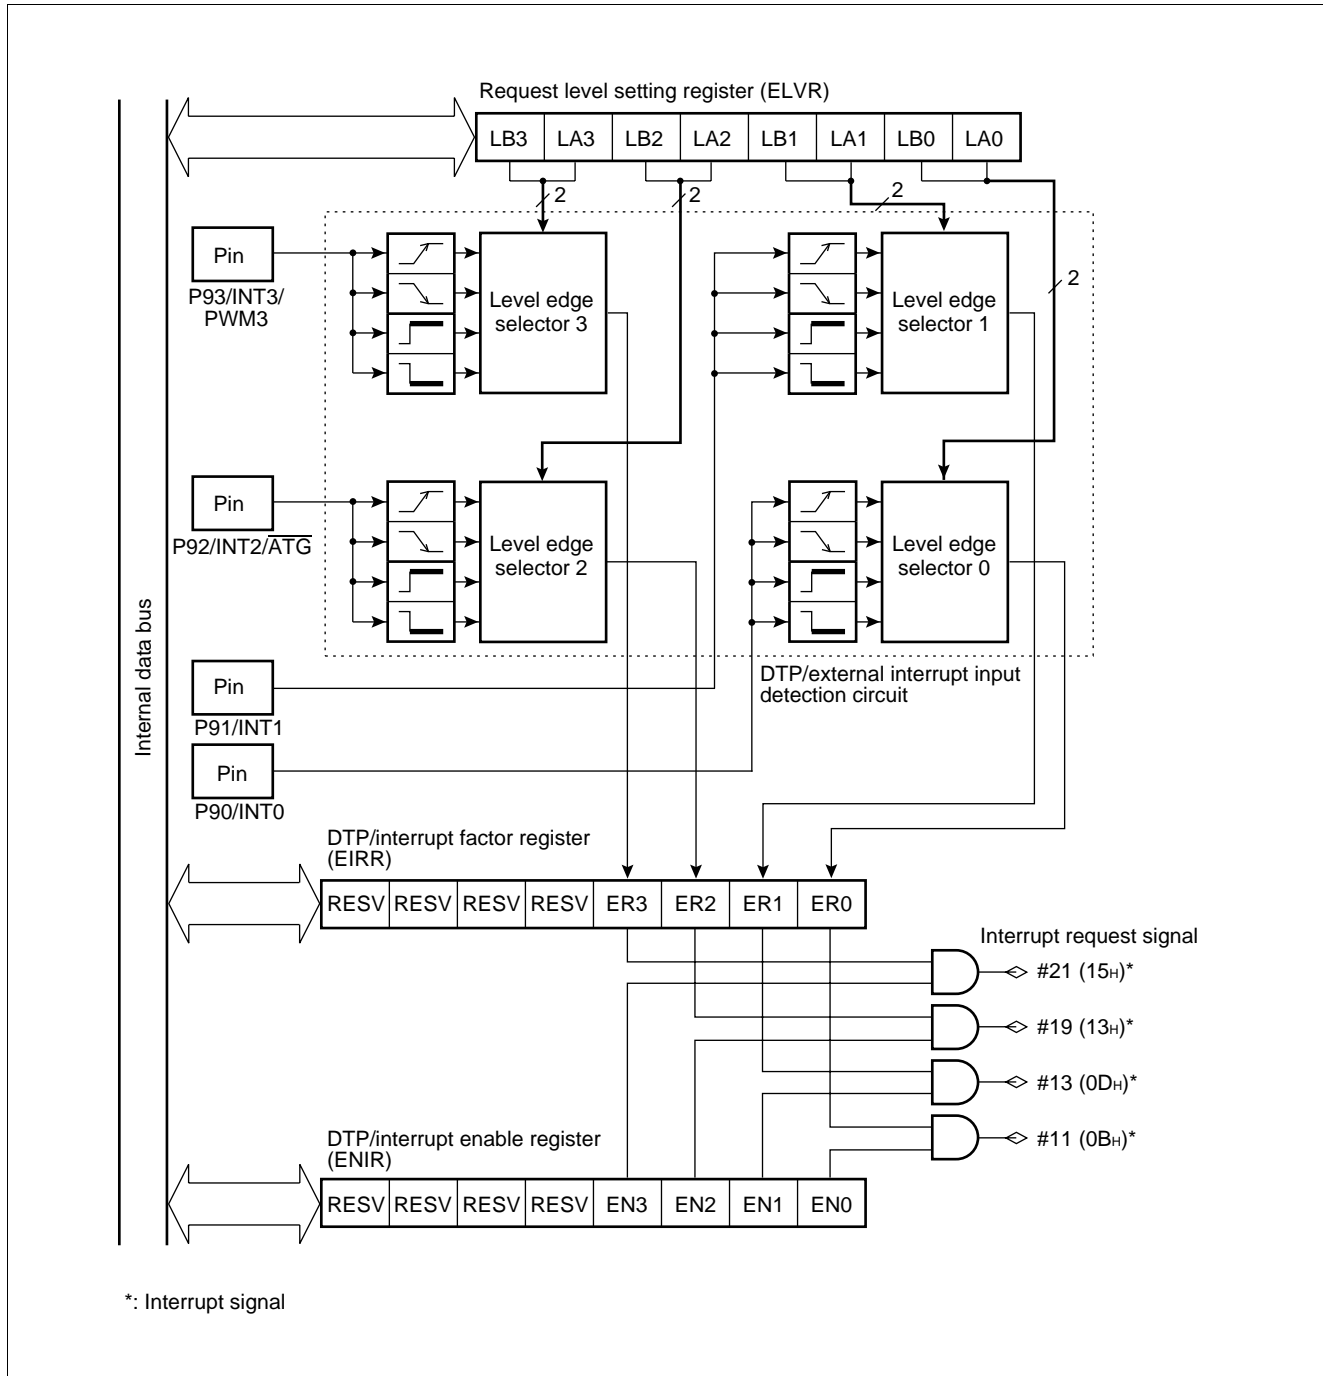 Request level setting register (ELVR)
LB3 LA3 LB2 LA2 LB1 LA1 LB0 LA0
2 2 2
Pin
P93/INT3/
PWM3
Level edge
selector 3
Level edge
selector 1
2
Pin
P92/INT2/ATG
Level edge
selector 2
Level edge
selector 0
Internal data bus
DTP/external interrupt input
detection circuit
Pin
P91/INT1
Pin
P90/INT0
DTP/interrupt factor register
(EIRR)
RESV RESV RESV RESV ER3 ER2 ER1 ER0
Interrupt request signal
#21 (15H)*
#19 (13H)*
#13 (0DH)*
#11 (0BH)*
DTP/interrupt enable register
(ENIR)
RESV RESV RESV RESV EN3 EN2 EN1 EN0
*: Interrupt signal